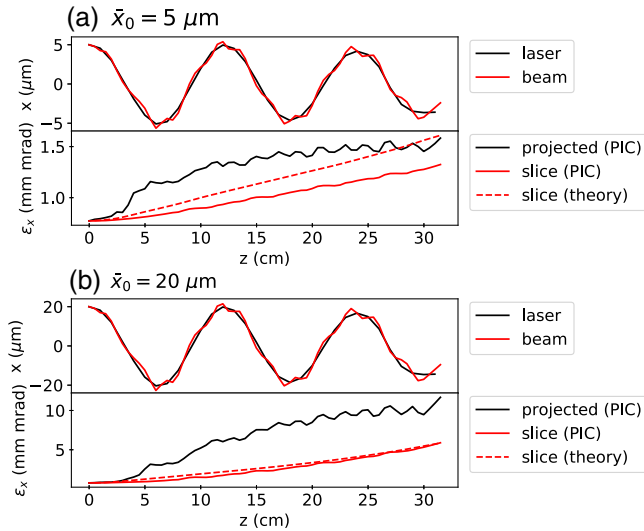 (a) x̄₀ = 5 μm
5
0
−5
x (μm)
laser
beam
1.5
1.0
εₓ (mm mrad)
projected (PIC)
slice (PIC)
slice (theory)
0 5 10 15 20 25 30
z (cm)
(b) x̄₀ = 20 μm
20
0
−20
x (μm)
laser
beam
10
5
εₓ (mm mrad)
projected (PIC)
slice (PIC)
slice (theory)
0 5 10 15 20 25 30
z (cm)